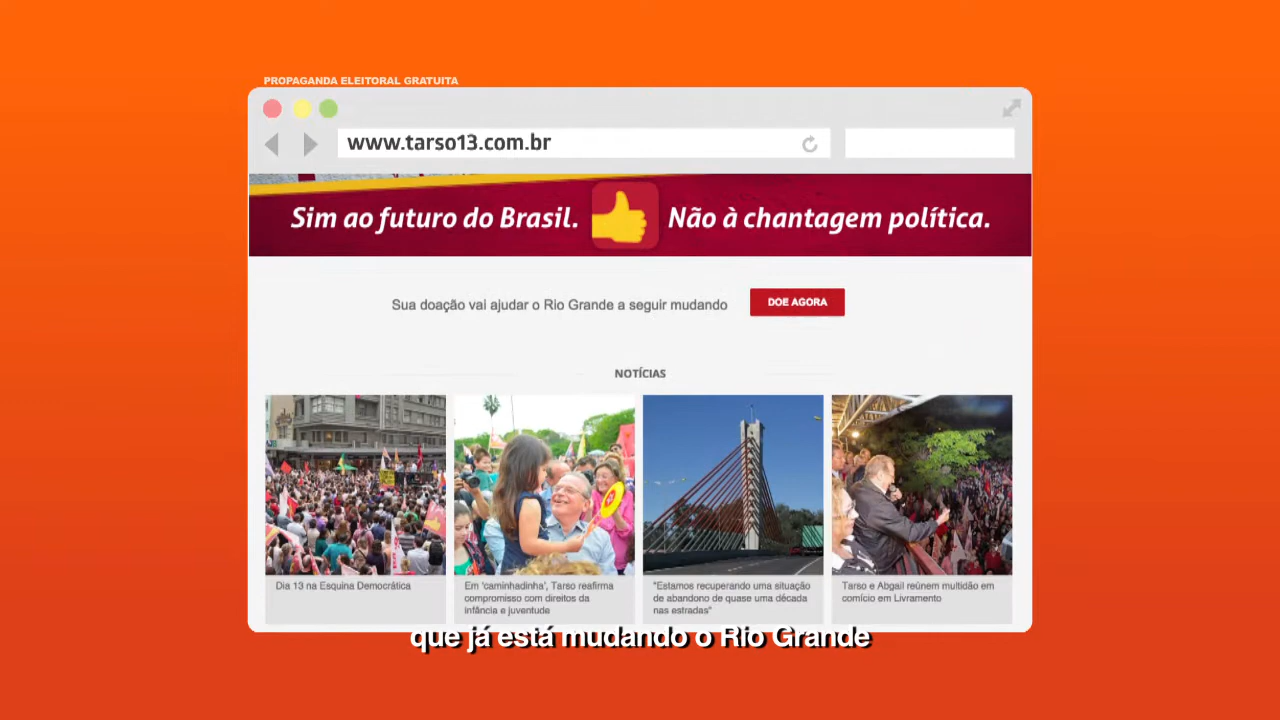 PROPAGANDA ELEITORAL GRATUITA
www.tarso13.com.br
Sim ao futuro do Brasil. Não à chantagem política.
Sua doação vai ajudar o Rio Grande a seguir mudando DOE AGORA
NOTÍCIAS
Dia 13 na Esquina Democrática
Em 'caminhadinha', Tarso reafirma
compromisso com direitos da
infância e juventude
"Estamos recuperando uma situação
de abandono de quase uma década
nas estradas"
Tarso e Abgail reúnem multidão em
comício em Livramento
que já está mudando o Rio Grande